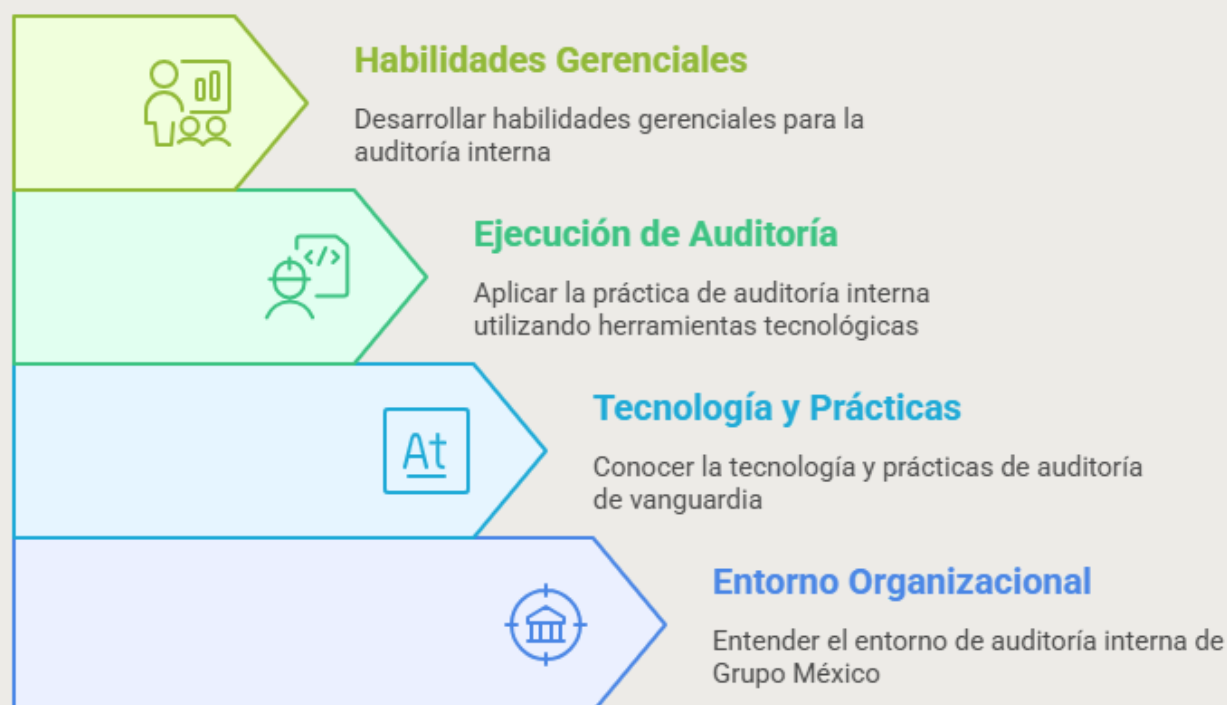 Habilidades Gerenciales
Desarrollar habilidades gerenciales para la
auditoría interna
Ejecución de Auditoría
Aplicar la práctica de auditoría interna
utilizando herramientas tecnológicas
At
Tecnología y Prácticas
Conocer la tecnología y prácticas de auditoría
de vanguardia
Entorno Organizacional
Entender el entorno de auditoría interna de
Grupo México